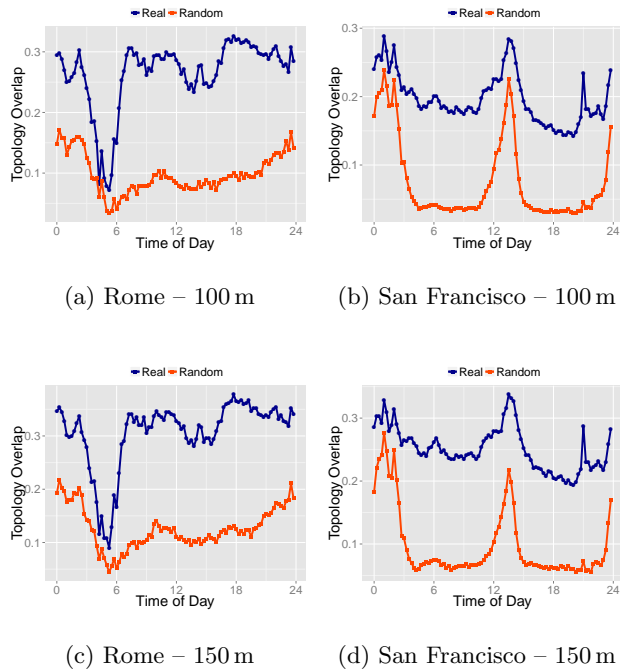 Real Random
Real Random
Topology Overlap
0.3
0.2
0.1
0 6 12 18 24
Time of Day
Topology Overlap
0.3
0.2
0.1
0 6 12 18 24
Time of Day
(a) Rome – 100 m
(b) San Francisco – 100 m
Real Random
Real Random
Topology Overlap
0.3
0.2
0.1
0 6 12 18 24
Time of Day
Topology Overlap
0.3
0.2
0.1
0 6 12 18 24
Time of Day
(c) Rome – 150 m
(d) San Francisco – 150 m